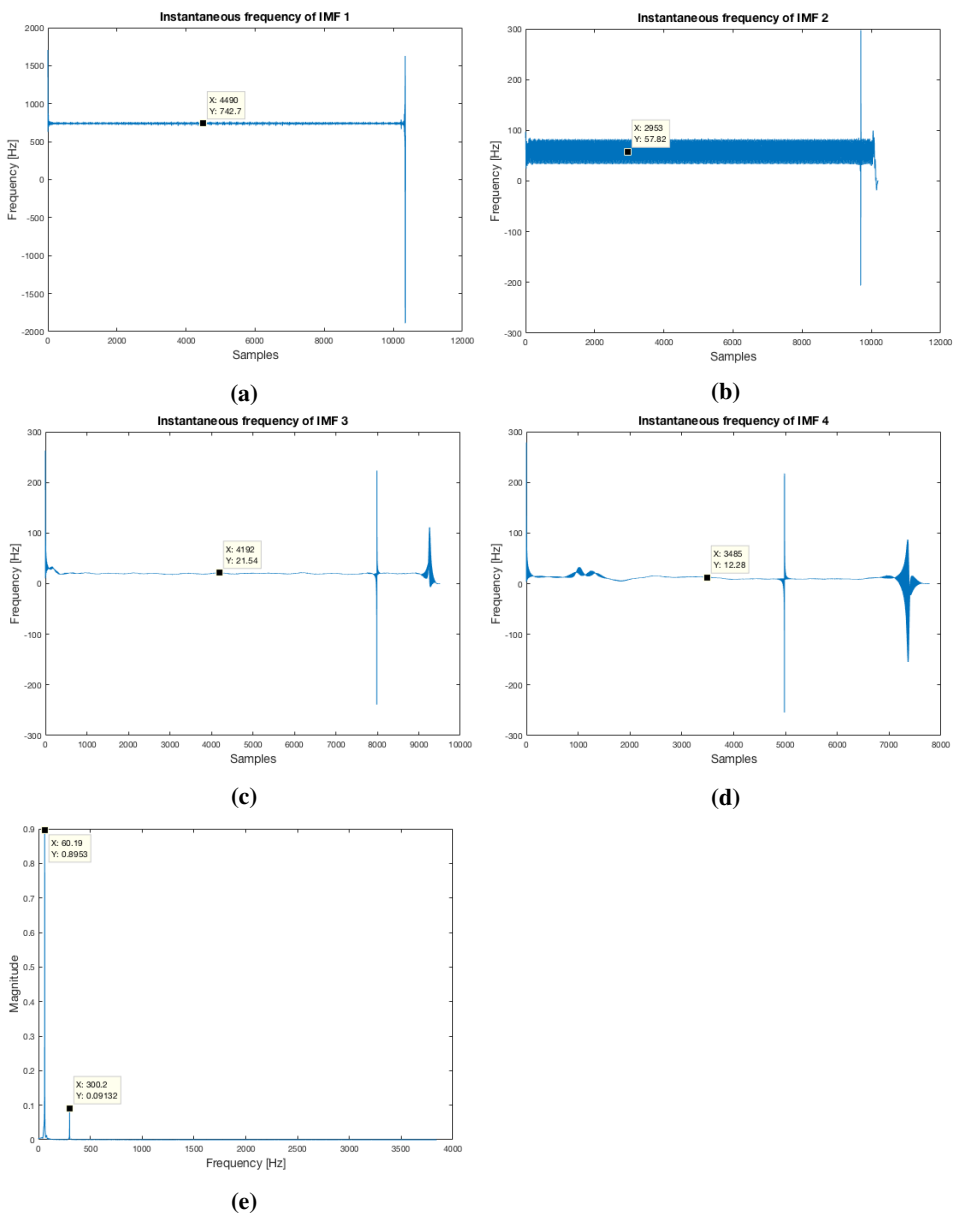 Instantaneous frequency of IMF 1
2000
1500
1000
500
0
-500
-1000
-1500
-2000
Frequency [Hz]
X: 4490
Y: 742.7
0 2000 4000 6000 8000 10000 12000
Samples
(a)
Instantaneous frequency of IMF 2
300
200
100
0
-100
-200
-300
Frequency [Hz]
X: 2953
Y: 57.82
0 2000 4000 6000 8000 10000 12000
Samples
(b)
Instantaneous frequency of IMF 3
300
200
100
0
-100
-200
-300
Frequency [Hz]
X: 4192
Y: 21.54
0 1000 2000 3000 4000 5000 6000 7000 8000 9000 10000
Samples
(c)
Instantaneous frequency of IMF 4
300
200
100
0
-100
-200
-300
Frequency [Hz]
X: 3485
Y: 12.28
0 1000 2000 3000 4000 5000 6000 7000 8000
Samples
(d)
0.9
0.8
0.7
0.6
0.5
0.4
0.3
0.2
0.1
0
Magnitude
X: 60.19
Y: 0.8953
X: 300.2
Y: 0.09132
0 500 1000 1500 2000 2500 3000 3500 4000
Frequency [Hz]
(e)